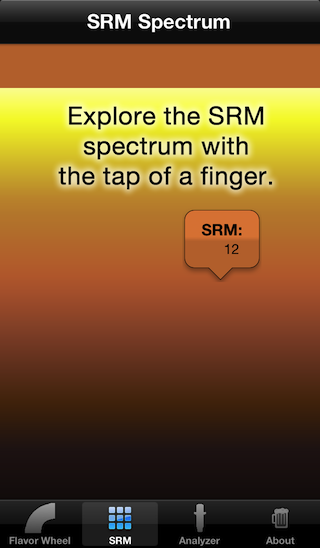 SRM Spectrum
Explore the SRM
spectrum with
the tap of a finger.
SRM:
12
Flavor Wheel
SRM
Analyzer
About